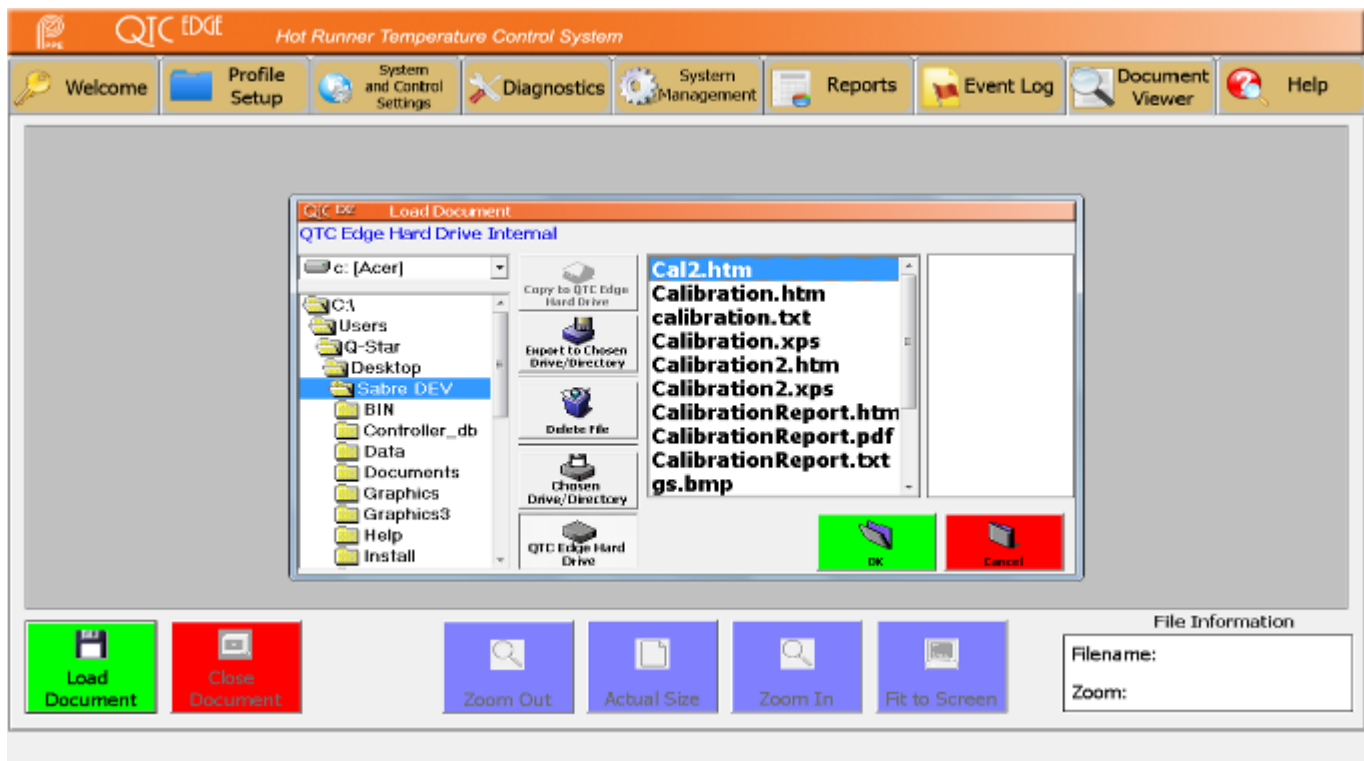 PPE QTC EDGE Hot Runner Temperature Control System
Welcome
Profile
Setup
System
and Control
Settings
Diagnostics
System
Management
Reports
Event Log
Document
Viewer
Help
QTC EDGE Load Document
QTC Edge Hard Drive Internal
c: [Acer]
C:\
Users
Q-Star
Desktop
Sabre DEV
BIN
Controller_db
Data
Documents
Graphics
Graphics3
Help
Install
Copy to QTC Edge
Hard Drive
Export to Chosen
Drive/Directory
Delete File
Chosen
Drive/Directory
QTC Edge Hard
Drive
Cal2.htm
Calibration.htm
calibration.txt
Calibration.xps
Calibration2.htm
Calibration2.xps
CalibrationReport.htm
CalibrationReport.pdf
CalibrationReport.txt
gs.bmp
OK
Cancel
Load
Document
Close
Document
Zoom Out
Actual Size
Zoom In
Fit to Screen
File Information
Filename:
Zoom: